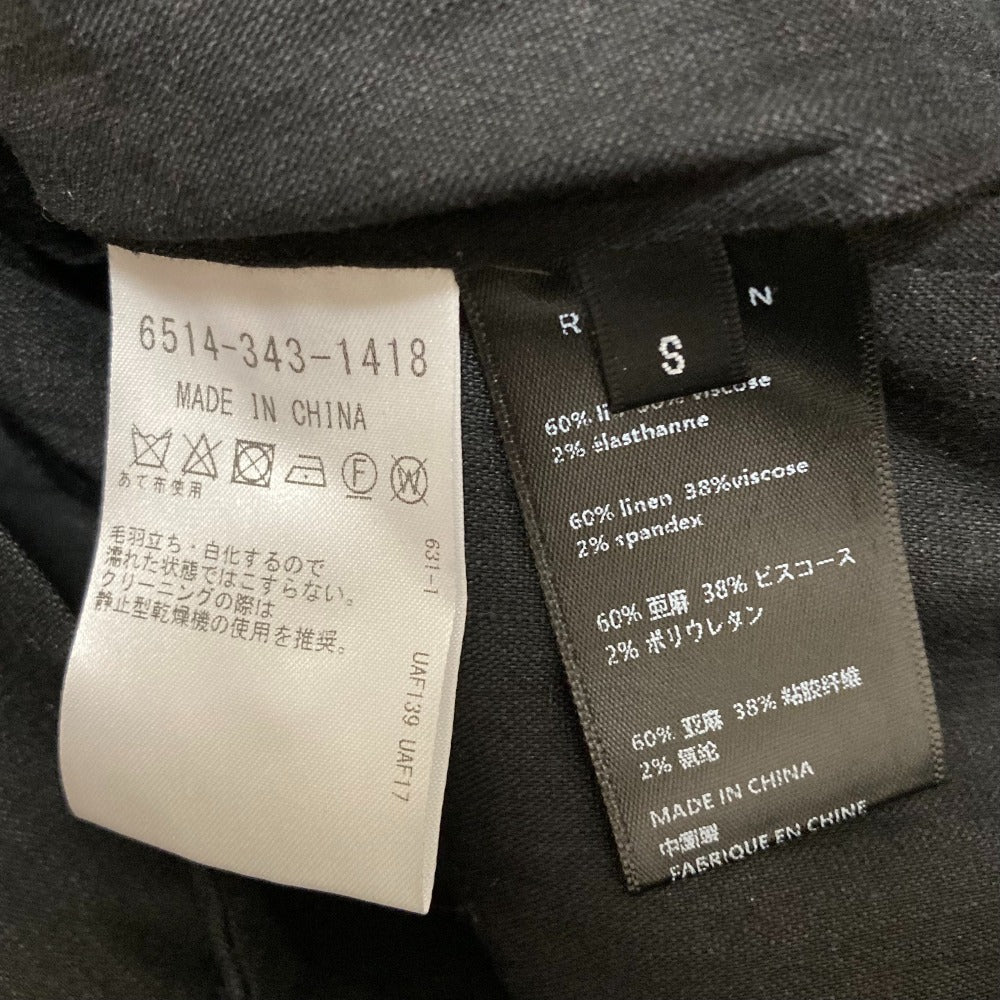 6514-343-1418
MADE IN CHINA
F W
あて布使用
毛羽立ち・白化するので
濡れた状態ではこすらない。
クリーニングの際は
静止型乾燥機の使用を推奨。
631-1
UAF139 UAF17
R N
S
60% viscose
2% élasthanne
60% linen 38%viscose
2% spandex
60% 亜麻 38% ビスコース
2% ポリウレタン
60% 亚麻 38% 粘胶纤维
2% 氨纶
MADE IN CHINA
中國製
FABRIQUE EN CHINE